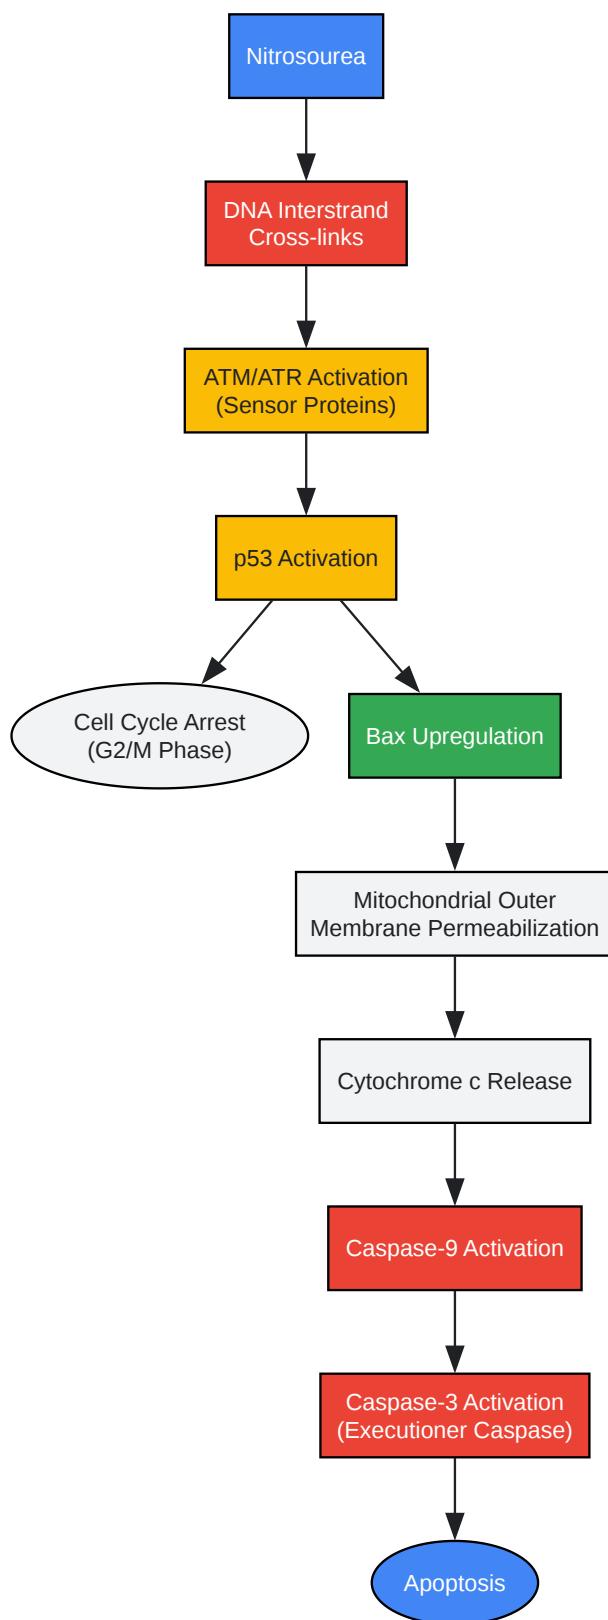 Nitrosourea
DNA Interstrand
Cross-links
ATM/ATR Activation
(Sensor Proteins)
p53 Activation
Cell Cycle Arrest
(G2/M Phase)
Bax Upregulation
Mitochondrial Outer
Membrane Permeabilization
Cytochrome c Release
Caspase-9 Activation
Caspase-3 Activation
(Executioner Caspase)
Apoptosis